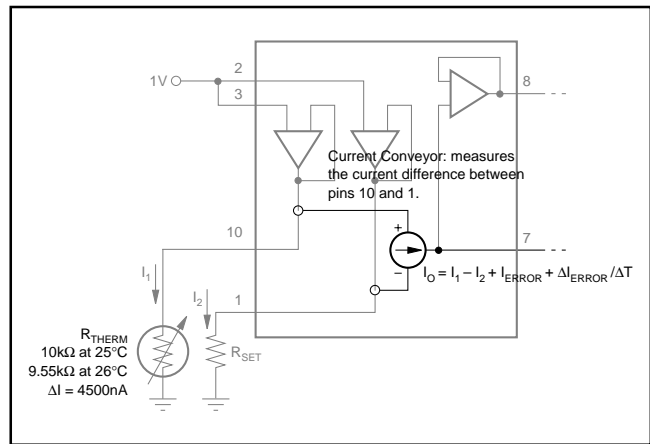 1V
2
3
8
Current Conveyor: measures
the current difference between
pins 10 and 1.
10
+
7
–
I1
I2
1
IO = I1 – I2 + IERROR + ΔIERROR /ΔT
RTHERM
10kΩ at 25°C
9.55kΩ at 26°C
ΔI = 4500nA
RSET